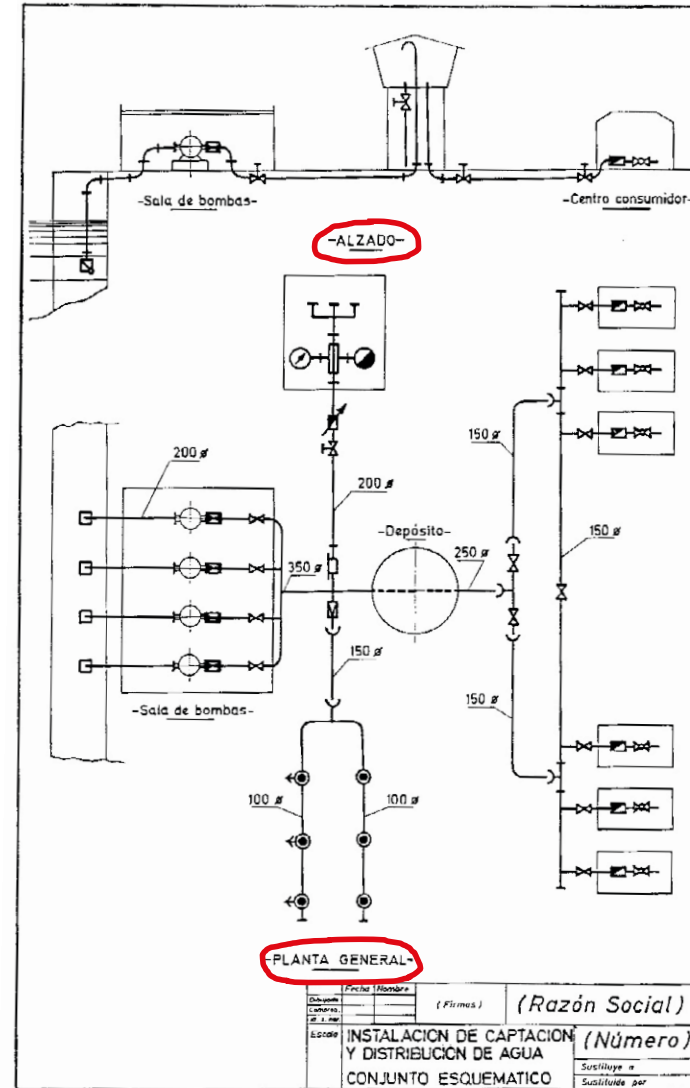 -Sala de bombas-
-Centro consumidor-
-ALZADO-
200 ø
150 ø
200 ø
-Depósito-
150 ø
250 ø
350 ø
150 ø
150 ø
-Sala de bombas-
100 ø
100 ø
-PLANTA GENERAL-
Fecha Nombre
Dibujado
(Firmas)
(Razón Social)
Escala
INSTALACION DE CAPTACION
Y DISTRIBUCION DE AGUA
CONJUNTO ESQUEMATICO
(Número)
Sustituye a
Sustituido por